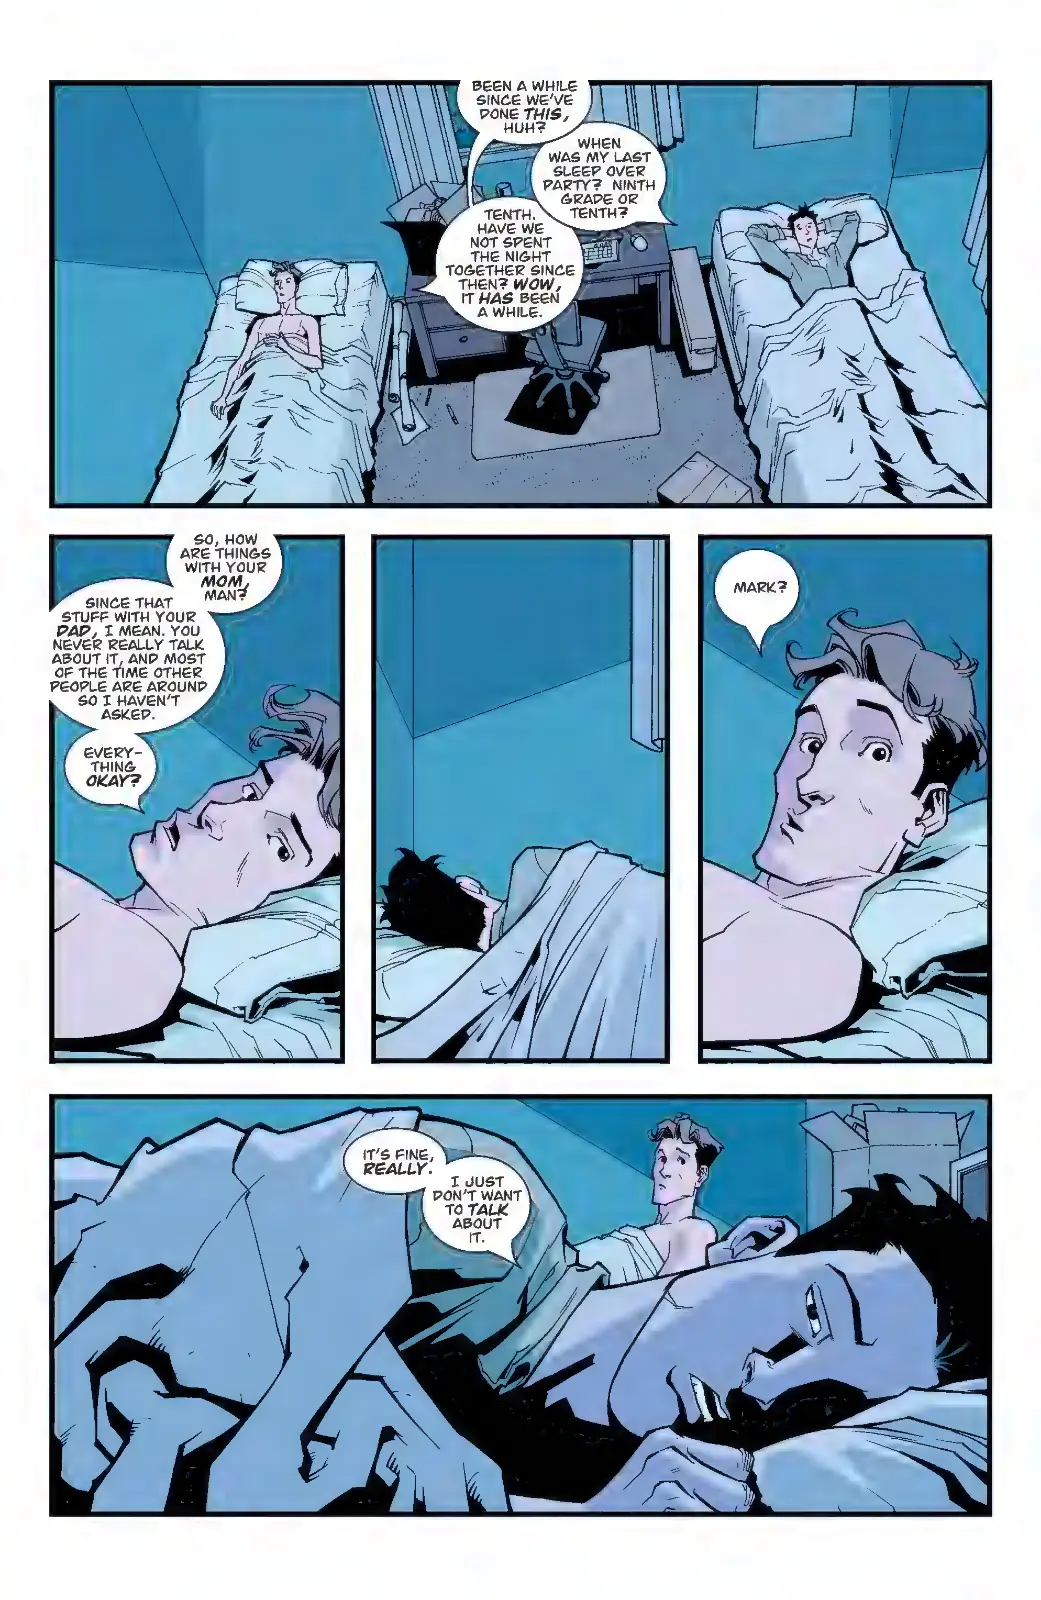 BEEN A WHILE
SINCE WE'VE
DONE THIS,
HUH?
WHEN
WAS MY LAST
SLEEP OVER
PARTY? NINTH
GRADE OR
TENTH?
TENTH.
HAVE WE
NOT SPENT
THE NIGHT
TOGETHER SINCE
THEN? WOW,
IT HAS BEEN
A WHILE.
SO, HOW
ARE THINGS
WITH YOUR
MOM,
MAN?
SINCE THAT
STUFF WITH YOUR
DAD, I MEAN. YOU
NEVER REALLY TALK
ABOUT IT, AND MOST
OF THE TIME OTHER
PEOPLE ARE AROUND
SO I HAVEN'T
ASKED.
EVERY-
THING
OKAY?
MARK?
IT'S FINE,
REALLY.
I JUST
DON'T WANT
TO TALK
ABOUT
IT.